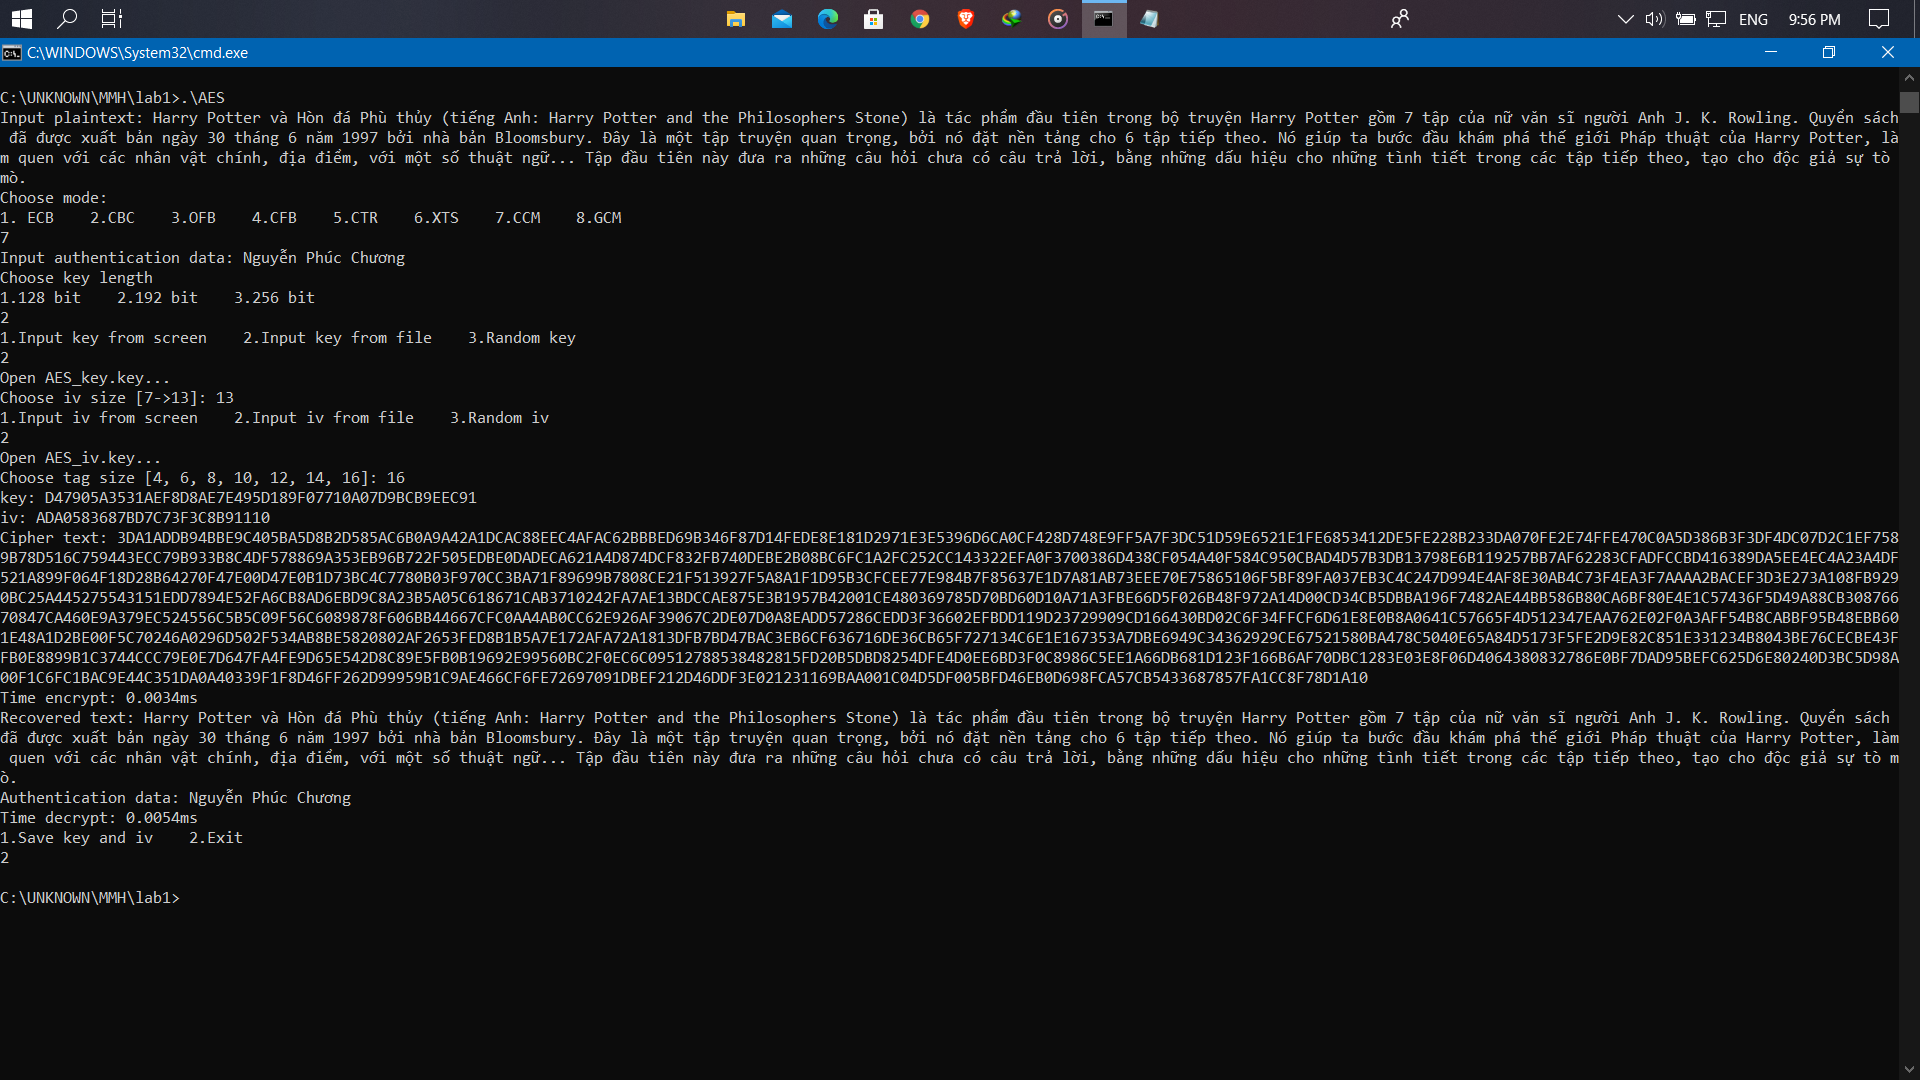 ENG
9:56 PM
C:\WINDOWS\System32\cmd.exe
C:\UNKNOWN\MMH\lab1>.\AES
Input plaintext: Harry Potter và Hòn đá Phù thủy (tiếng Anh: Harry Potter and the Philosophers Stone) là tác phẩm đầu tiên trong bộ truyện Harry Potter gồm 7 tập của nữ văn sĩ người Anh J. K. Rowling. Quyển sách
đã được xuất bản ngày 30 tháng 6 năm 1997 bởi nhà bản Bloomsbury. Đây là một tập truyện quan trọng, bởi nó đặt nền tảng cho 6 tập tiếp theo. Nó giúp ta bước đầu khám phá thế giới Pháp thuật của Harry Potter, là
m quen với các nhân vật chính, địa điểm, với một số thuật ngữ... Tập đầu tiên này đưa ra những câu hỏi chưa có câu trả lời, bằng những dấu hiệu cho những tình tiết trong các tập tiếp theo, tạo cho độc giả sự tò
mò.
Choose mode:
1. ECB    2.CBC    3.OFB    4.CFB    5.CTR    6.XTS    7.CCM    8.GCM
7
Input authentication data: Nguyễn Phúc Chương
Choose key length
1.128 bit    2.192 bit    3.256 bit
2
1.Input key from screen    2.Input key from file    3.Random key
2
Open AES_key.key...
Choose iv size [7->13]: 13
1.Input iv from screen    2.Input iv from file    3.Random iv
2
Open AES_iv.key...
Choose tag size [4, 6, 8, 10, 12, 14, 16]: 16
key: D47905A3531AEF8D8AE7E495D189F07710A07D9BCB9EEC91
iv: ADA0583687BD7C73F3C8B91110
Cipher text: 3DA1ADDB94BBE9C405BA5D8B2D585AC6B0A9A42A1DCAC88EEC4AFAC62BBBED69B346F87D14FEDE8E181D2971E3E5396D6CA0CF428D748E9FF5A7F3DC51D59E6521E1FE6853412DE5FE228B233DA070FE2E74FFE470C0A5D386B3F3DF4DC07D2C1EF758
9B78D516C759443ECC79B933B8C4DF578869A353EB96B722F505EDBE0DADECA621A4D874DCF832FB740DEBE2B08BC6FC1A2FC252CC143322EFA0F3700386D438CF054A40F584C950CBAD4D57B3DB13798E6B119257BB7AF62283CFADFCCBD416389DA5EE4EC4A23A4DF
521A899F064F18D28B64270F47E00D47E0B1D73BC4C7780B03F970CC3BA71F89699B7808CE21F513927F5A8A1F1D95B3CFCEE77E984B7F85637E1D7A81AB73EEE70E75865106F5BF89FA037EB3C4C247D994E4AF8E30AB4C73F4EA3F7AAAA2BACEF3D3E273A108FB929
0BC25A445275543151EDD7894E52FA6CB8AD6EBD9C8A23B5A05C618671CAB3710242FA7AE13BDCCAE875E3B1957B42001CE480369785D70BD60D10A71A3FBE66D5F026B48F972A14D00CD34CB5DBBA196F7482AE44BB586B80CA6BF80E4E1C57436F5D49A88CB308766
70847CA460E9A379EC524556C5B5C09F56C6089878F606BB44667CFC0AA4AB0CC62E926AF39067C2DE07D0A8EADD57286CEDD3F36602EFBDD119D23729909CD166430BD02C6F34FFCF6D61E8E0B8A0641C57665F4D512347EAA762E02F0A3AFF54B8CABBF95B48EBB60
1E48A1D2BE00F5C70246A0296D502F534AB8BE5820802AF2653FED8B1B5A7E172AFA72A1813DFB7BD47BAC3EB6CF636716DE36CB65F727134C6E1E167353A7DBE6949C34362929CE67521580BA478C5040E65A84D5173F5FE2D9E82C851E331234B8043BE76CECBE43F
FB0E8899B1C3744CCC79E0E7D647FA4FE9D65E542D8C89E5FB0B19692E99560BC2F0EC6C09512788538482815FD20B5DBD8254DFE4D0EE6BD3F0C8986C5EE1A66DB681D123F166B6AF70DBC1283E03E8F06D4064380832786E0BF7DAD95BEFC625D6E80240D3BC5D98A
00F1C6FC1BAC9E44C351DA0A40339F1F8D46FF262D99959B1C9AE466CF6FE72697091DBEF212D46DDF3E021231169BAA001C04D5DF005BFD46EB0D698FCA57CB5433687857FA1CC8F78D1A10
Time encrypt: 0.0034ms
Recovered text: Harry Potter và Hòn đá Phù thủy (tiếng Anh: Harry Potter and the Philosophers Stone) là tác phẩm đầu tiên trong bộ truyện Harry Potter gồm 7 tập của nữ văn sĩ người Anh J. K. Rowling. Quyển sách
đã được xuất bản ngày 30 tháng 6 năm 1997 bởi nhà bản Bloomsbury. Đây là một tập truyện quan trọng, bởi nó đặt nền tảng cho 6 tập tiếp theo. Nó giúp ta bước đầu khám phá thế giới Pháp thuật của Harry Potter, làm
quen với các nhân vật chính, địa điểm, với một số thuật ngữ... Tập đầu tiên này đưa ra những câu hỏi chưa có câu trả lời, bằng những dấu hiệu cho những tình tiết trong các tập tiếp theo, tạo cho độc giả sự tò m
ò.
Authentication data: Nguyễn Phúc Chương
Time decrypt: 0.0054ms
1.Save key and iv    2.Exit
2
C:\UNKNOWN\MMH\lab1>